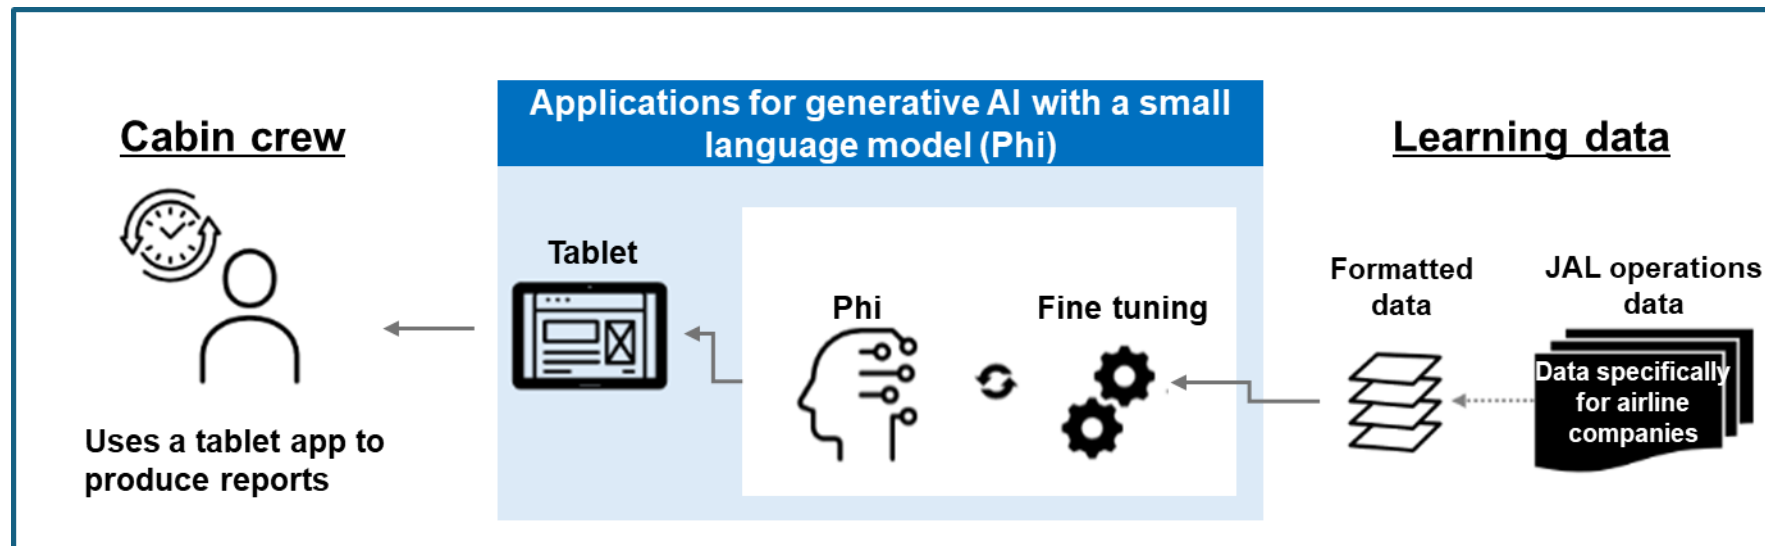 Cabin crew
Uses a tablet app to
produce reports
Applications for generative AI with a small
language model (Phi)
Tablet
Phi
Fine tuning
Learning data
Formatted
data
JAL operations
data
Data specifically
for airline
companies